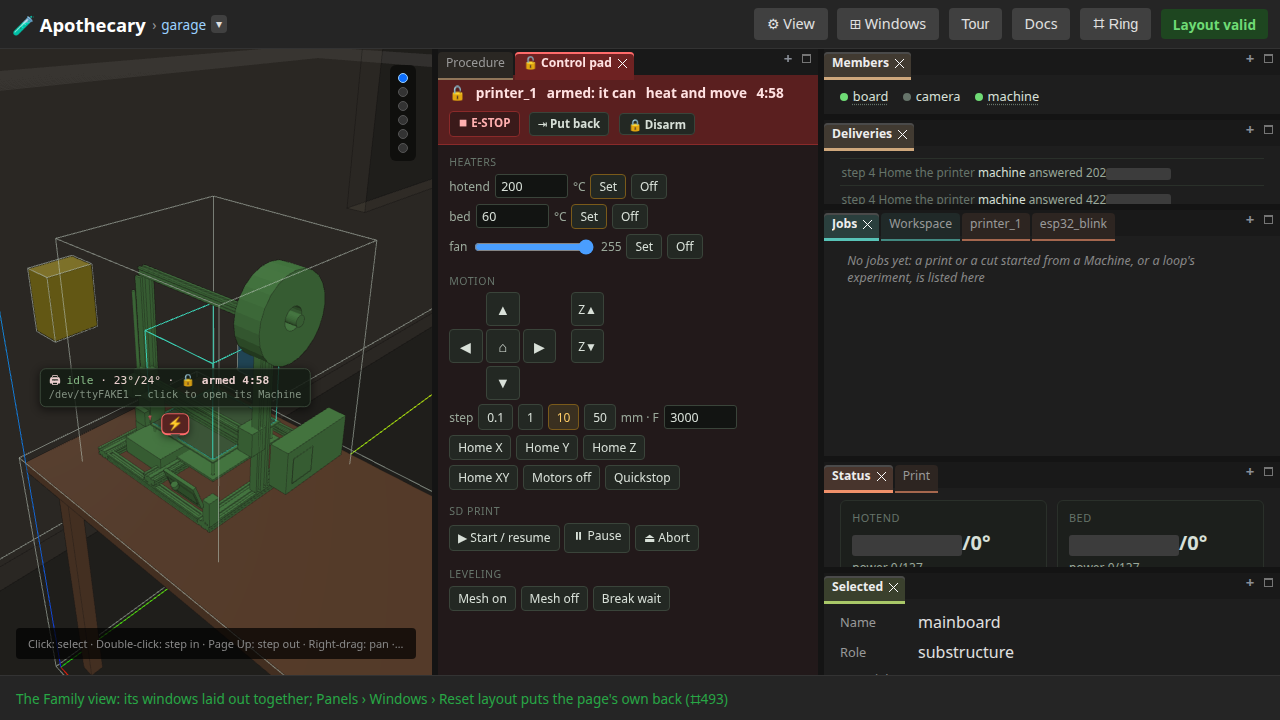 🧪 Apothecary › garage ▾
⚙ View
⊞ Windows
Tour
Docs
⌗ Ring
Layout valid
Procedure
🔓 Control pad
🔓 printer_1 armed: it can heat and move 4:58
■ E-STOP
⇥ Put back
🔒 Disarm
HEATERS
hotend 200 °C Set Off
bed 60 °C Set Off
fan 255 Set Off
MOTION
▲ Z▲
◀ ⌂ ▶ Z▼
▼
step 0.1 1 10 50 mm · F 3000
Home X Home Y Home Z
Home XY Motors off Quickstop
SD PRINT
▶ Start / resume ⏸ Pause ⏏ Abort
LEVELING
Mesh on Mesh off Break wait
idle · 23°/24° · 🔓 armed 4:58
/dev/ttyFAKE1 — click to open its Machine
⚡
Click: select · Double-click: step in · Page Up: step out · Right-drag: pan ·…
Members
board camera machine
Deliveries
step 4 Home the printer machine answered 202
step 4 Home the printer machine answered 422
Jobs Workspace printer_1 esp32_blink
No jobs yet: a print or a cut started from a Machine, or a loop's
experiment, is listed here
Status Print
HOTEND
/0°
power 0/127
BED
/0°
power 0/127
Selected
Name mainboard
Role substructure
The Family view: its windows laid out together; Panels › Windows › Reset layout puts the page's own back (⌗493)